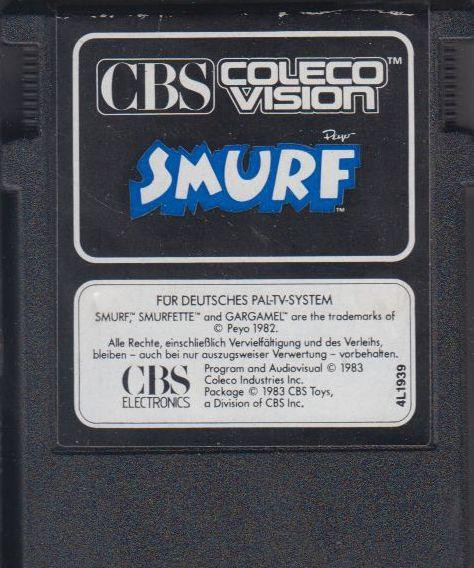 CBS COLECO VISION™
Peyo
SMURF™
FÜR DEUTSCHES PAL-TV-SYSTEM
SMURF,™ SMURFETTE™ and GARGAMEL™ are the trademarks of
© Peyo 1982.
Alle Rechte, einschließlich Vervielfältigung und des Verleihs,
bleiben – auch bei nur auszugsweiser Verwertung – vorbehalten.
CBS
ELECTRONICS
Program and Audiovisual © 1983
Coleco Industries Inc.
Package © 1983 CBS Toys,
a Division of CBS Inc.
4L1939